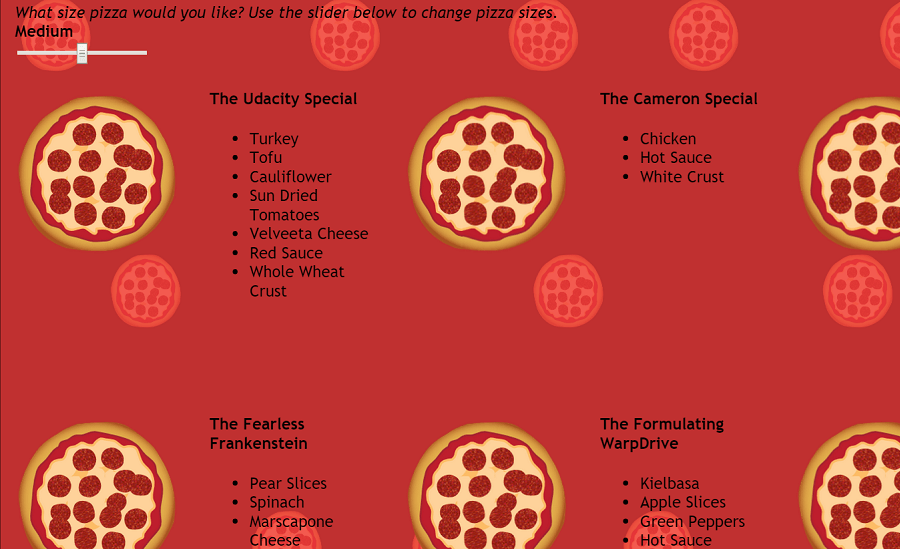 What size pizza would you like? Use the slider below to change pizza sizes.
Medium
The Udacity Special
Turkey
Tofu
Cauliflower
Sun Dried
Tomatoes
Velveeta Cheese
Red Sauce
Whole Wheat
Crust
The Cameron Special
Chicken
Hot Sauce
White Crust
The Fearless
Frankenstein
Pear Slices
Spinach
Marscapone
Cheese
The Formulating
WarpDrive
Kielbasa
Apple Slices
Green Peppers
Hot Sauce